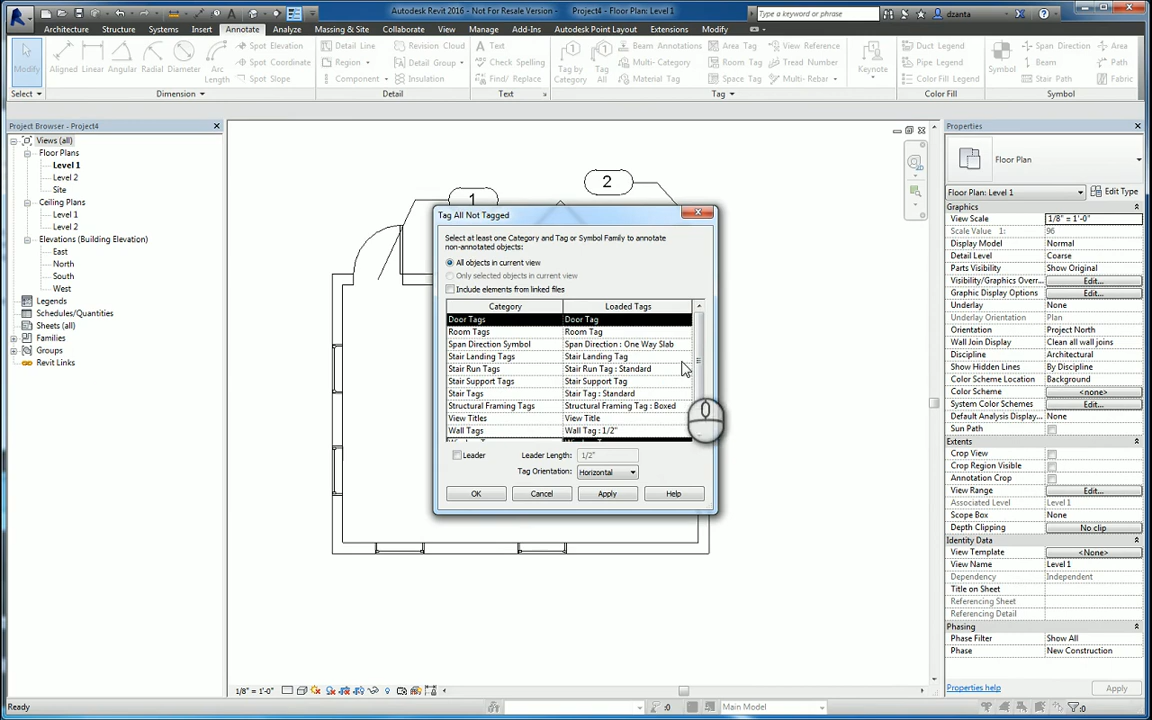 Autodesk Revit 2016 - Not For Resale Version - Project4 - Floor Plan: Level 1
Type a keyword or phrase
dzanta
Architecture Structure Systems Insert Annotate Analyze Massing & Site Collaborate View Manage Add-Ins Autodesk Point Layout Extensions Modify
Modify
Aligned Linear Angular Radial Diameter Arc Length
Spot Elevation
Spot Coordinate
Spot Slope
Detail Line
Region
Component
Revision Cloud
Detail Group
Insulation
Text
Check Spelling
Find/ Replace
Tag by Category
Tag All
Beam Annotations
Multi- Category
Material Tag
Area Tag
Room Tag
Space Tag
View Reference
Tread Number
Multi- Rebar
Keynote
Duct Legend
Pipe Legend
Color Fill Legend
Symbol
Span Direction
Beam
Stair Path
Area
Path
Fabric
Select Dimension Detail Text Tag Color Fill Symbol
Project Browser - Project4
Views (all)
Floor Plans
Level 1
Level 2
Site
Ceiling Plans
Level 1
Level 2
Elevations (Building Elevation)
East
North
South
West
Legends
Schedules/Quantities
Sheets (all)
Families
Groups
Revit Links
1
2
Tag All Not Tagged
Select at least one Category and Tag or Symbol Family to annotate
non-annotated objects:
All objects in current view
Only selected objects in current view
Include elements from linked files
Category Loaded Tags
Door Tags Door Tag
Room Tags Room Tag
Span Direction Symbol Span Direction : One Way Slab
Stair Landing Tags Stair Landing Tag
Stair Run Tags Stair Run Tag : Standard
Stair Support Tags Stair Support Tag
Stair Tags Stair Tag : Standard
Structural Framing Tags Structural Framing Tag : Boxed
View Titles View Title
Wall Tags Wall Tag : 1/2"
Leader Leader Length: 1/2"
Tag Orientation: Horizontal
OK Cancel Apply Help
Properties
Floor Plan
Floor Plan: Level 1 Edit Type
Graphics
View Scale 1/8" = 1'-0"
Scale Value 1: 96
Display Model Normal
Detail Level Coarse
Parts Visibility Show Original
Visibility/Graphics Over... Edit...
Graphic Display Options Edit...
Underlay None
Underlay Orientation Plan
Orientation Project North
Wall Join Display Clean all wall joins
Discipline Architectural
Show Hidden Lines By Discipline
Color Scheme Location Background
Color Scheme <none>
System Color Schemes Edit...
Default Analysis Display... None
Sun Path
Extents
Crop View
Crop Region Visible
Annotation Crop
View Range Edit...
Associated Level Level 1
Scope Box None
Depth Clipping No clip
Identity Data
View Template <None>
View Name Level 1
Dependency Independent
Title on Sheet
Referencing Sheet
Referencing Detail
Phasing
Phase Filter Show All
Phase New Construction
Properties help Apply
1/8" = 1'-0"
Ready
:0
Main Model
:0